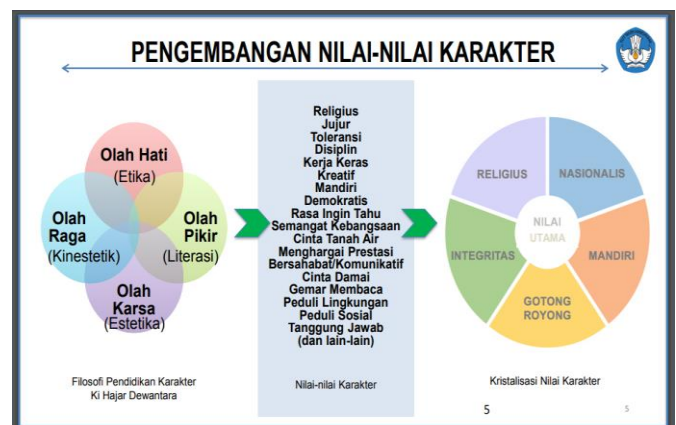 PENGEMBANGAN NILAI-NILAI KARAKTER
Olah Hati
(Etika)
Olah
Raga
(Kinestetik)
Olah
Pikir
(Literasi)
Olah
Karsa
(Estetika)
Filosofi Pendidikan Karakter
Ki Hajar Dewantara
Religius
Jujur
Toleransi
Disiplin
Kerja Keras
Kreatif
Mandiri
Demokratis
Rasa Ingin Tahu
Semangat Kebangsaan
Cinta Tanah Air
Menghargai Prestasi
Bersahabat/Komunikatif
Cinta Damai
Gemar Membaca
Peduli Lingkungan
Peduli Sosial
Tanggung Jawab
(dan lain-lain)
Nilai-nilai Karakter
RELIGIUS
NASIONALIS
NILAI
UTAMA
INTEGRITAS
MANDIRI
GOTONG
ROYONG
Kristalisasi Nilai Karakter
5
5